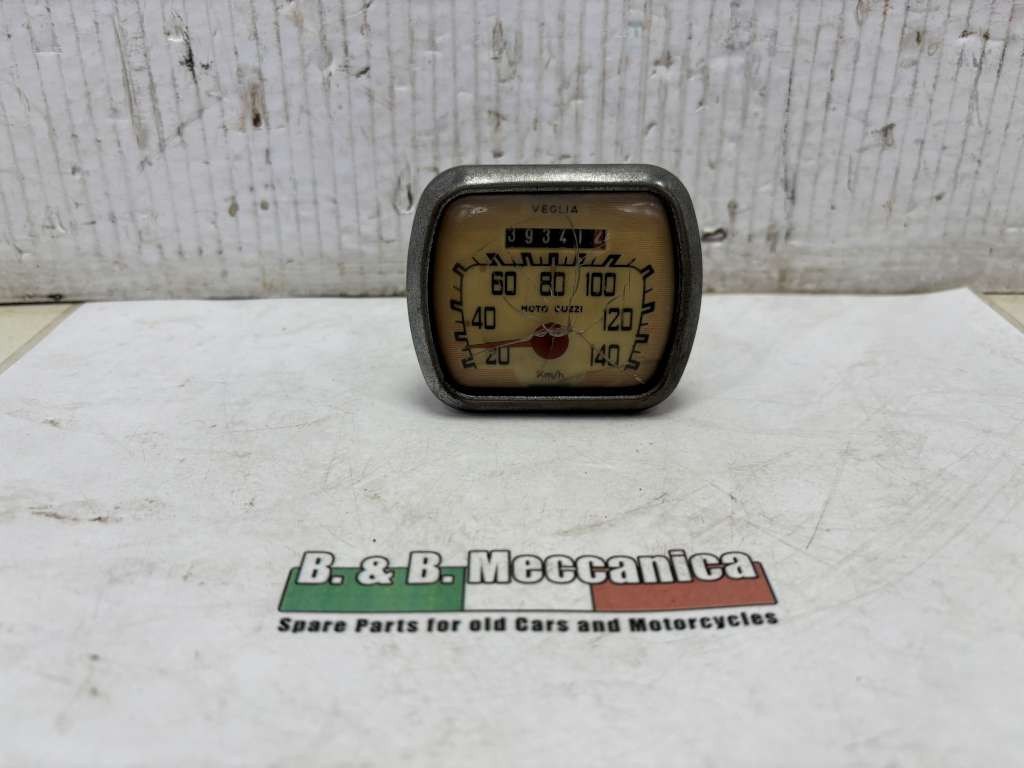 VEGLIA
393412
60 80 100
MOTO GUZZI
40 120
20 140
Km/h
B. & B. Meccanica
Spare Parts for old Cars and Motorcycles